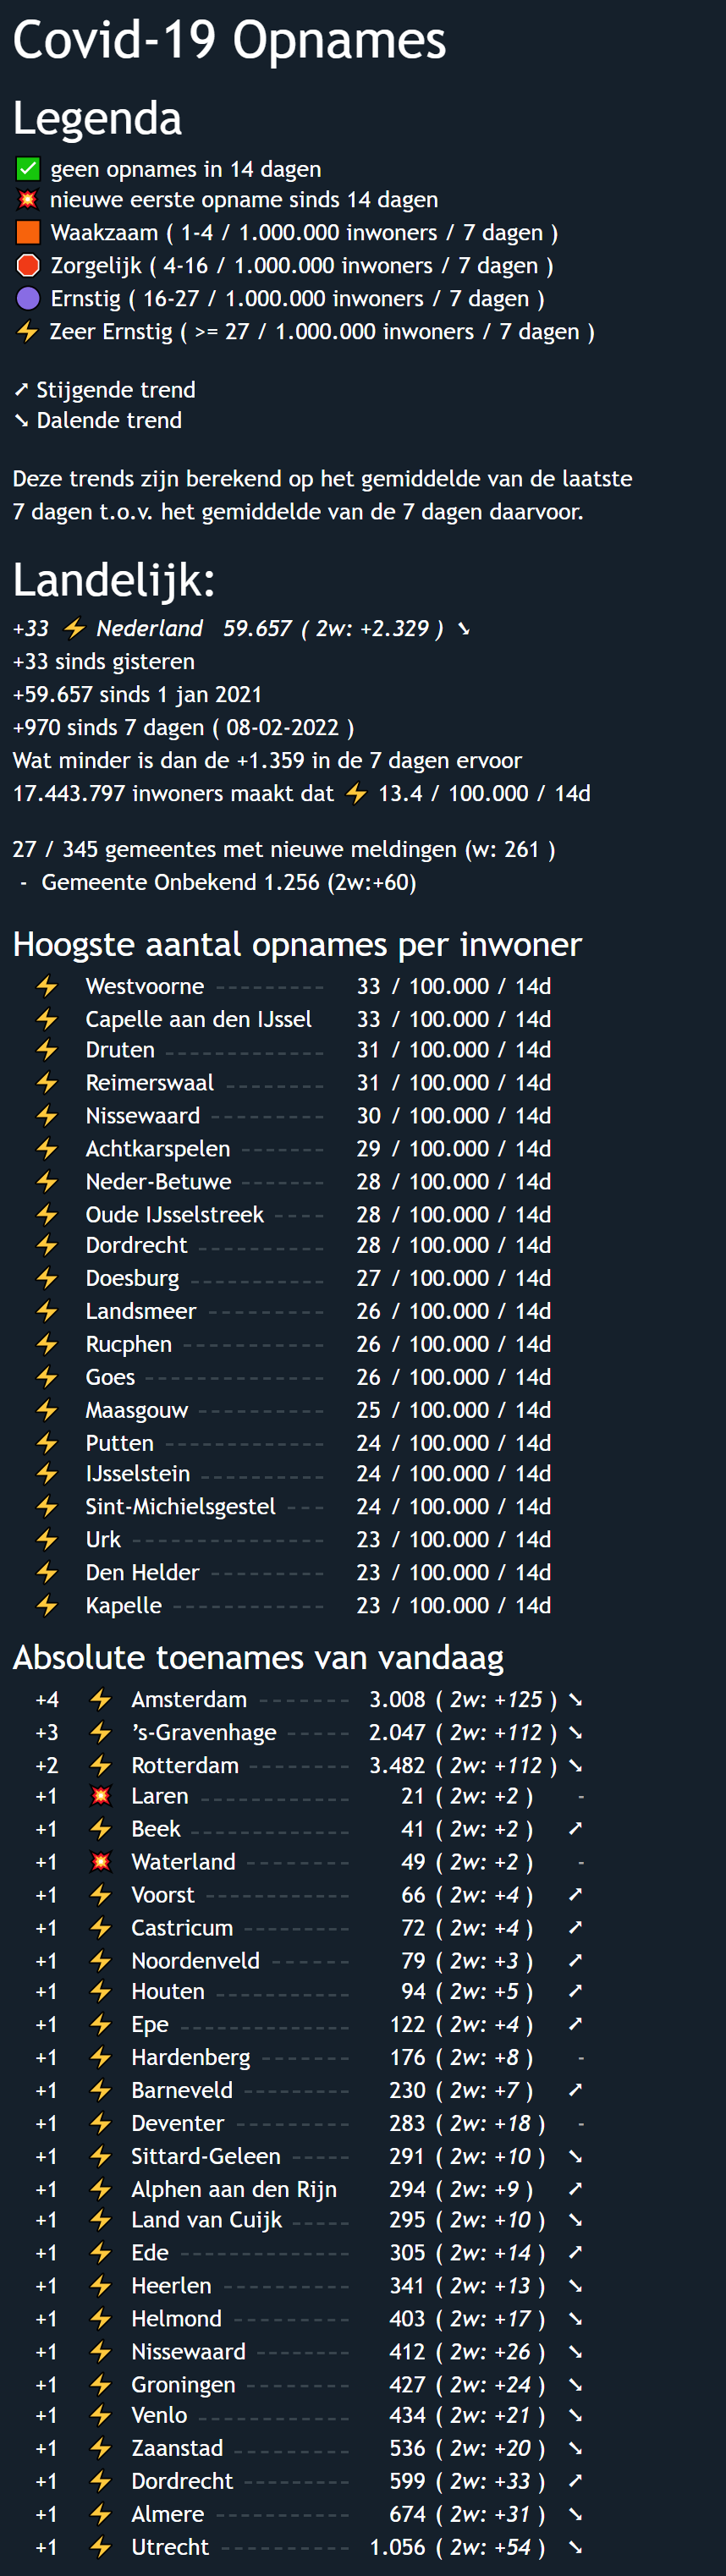 Covid-19 Opnames
Legenda
✅ geen opnames in 14 dagen
💥 nieuwe eerste opname sinds 14 dagen
🟧 Waakzaam ( 1-4 / 1.000.000 inwoners / 7 dagen )
🛑 Zorgelijk ( 4-16 / 1.000.000 inwoners / 7 dagen )
🟣 Ernstig ( 16-27 / 1.000.000 inwoners / 7 dagen )
⚡ Zeer Ernstig ( >= 27 / 1.000.000 inwoners / 7 dagen )
➚ Stijgende trend
➘ Dalende trend
Deze trends zijn berekend op het gemiddelde van de laatste
7 dagen t.o.v. het gemiddelde van de 7 dagen daarvoor.
Landelijk:
+33 ⚡ Nederland 59.657 ( 2w: +2.329 ) ➘
+33 sinds gisteren
+59.657 sinds 1 jan 2021
+970 sinds 7 dagen ( 08-02-2022 )
Wat minder is dan de +1.359 in de 7 dagen ervoor
17.443.797 inwoners maakt dat ⚡ 13.4 / 100.000 / 14d
27 / 345 gemeentes met nieuwe meldingen (w: 261 )
- Gemeente Onbekend 1.256 (2w:+60)
Hoogste aantal opnames per inwoner
⚡ Westvoorne --------- 33 / 100.000 / 14d
⚡ Capelle aan den IJssel 33 / 100.000 / 14d
⚡ Druten ------------- 31 / 100.000 / 14d
⚡ Reimerswaal -------- 31 / 100.000 / 14d
⚡ Nissewaard --------- 30 / 100.000 / 14d
⚡ Achtkarspelen ------- 29 / 100.000 / 14d
⚡ Neder-Betuwe ------- 28 / 100.000 / 14d
⚡ Oude IJsselstreek ---- 28 / 100.000 / 14d
⚡ Dordrecht ---------- 28 / 100.000 / 14d
⚡ Doesburg ----------- 27 / 100.000 / 14d
⚡ Landsmeer --------- 26 / 100.000 / 14d
⚡ Rucphen ----------- 26 / 100.000 / 14d
⚡ Goes -------------- 26 / 100.000 / 14d
⚡ Maasgouw ---------- 25 / 100.000 / 14d
⚡ Putten ------------- 24 / 100.000 / 14d
⚡ IJsselstein ---------- 24 / 100.000 / 14d
⚡ Sint-Michielsgestel --- 24 / 100.000 / 14d
⚡ Urk --------------- 23 / 100.000 / 14d
⚡ Den Helder --------- 23 / 100.000 / 14d
⚡ Kapelle ------------ 23 / 100.000 / 14d
Absolute toenames van vandaag
+4 ⚡ Amsterdam ------- 3.008 ( 2w: +125 ) ➘
+3 ⚡ 's-Gravenhage ----- 2.047 ( 2w: +112 ) ➘
+2 ⚡ Rotterdam -------- 3.482 ( 2w: +112 ) ➘
+1 💥 Laren ------------ 21 ( 2w: +2 ) -
+1 ⚡ Beek ------------- 41 ( 2w: +2 ) ➚
+1 💥 Waterland -------- 49 ( 2w: +2 ) -
+1 ⚡ Voorst ----------- 66 ( 2w: +4 ) ➚
+1 ⚡ Castricum -------- 72 ( 2w: +4 ) ➚
+1 ⚡ Noordenveld ------ 79 ( 2w: +3 ) ➚
+1 ⚡ Houten ----------- 94 ( 2w: +5 ) ➚
+1 ⚡ Epe -------------- 122 ( 2w: +4 ) ➚
+1 ⚡ Hardenberg ------- 176 ( 2w: +8 ) -
+1 ⚡ Barneveld -------- 230 ( 2w: +7 ) ➚
+1 ⚡ Deventer --------- 283 ( 2w: +18 ) -
+1 ⚡ Sittard-Geleen ----- 291 ( 2w: +10 ) ➘
+1 ⚡ Alphen aan den Rijn 294 ( 2w: +9 ) ➚
+1 ⚡ Land van Cuijk ----- 295 ( 2w: +10 ) ➘
+1 ⚡ Ede -------------- 305 ( 2w: +14 ) ➚
+1 ⚡ Heerlen ---------- 341 ( 2w: +13 ) ➘
+1 ⚡ Helmond --------- 403 ( 2w: +17 ) ➘
+1 ⚡ Nissewaard ------- 412 ( 2w: +26 ) ➘
+1 ⚡ Groningen -------- 427 ( 2w: +24 ) ➘
+1 ⚡ Venlo ------------ 434 ( 2w: +21 ) ➘
+1 ⚡ Zaanstad --------- 536 ( 2w: +20 ) ➘
+1 ⚡ Dordrecht -------- 599 ( 2w: +33 ) ➚
+1 ⚡ Almere ----------- 674 ( 2w: +31 ) ➘
+1 ⚡ Utrecht ---------- 1.056 ( 2w: +54 ) ➘